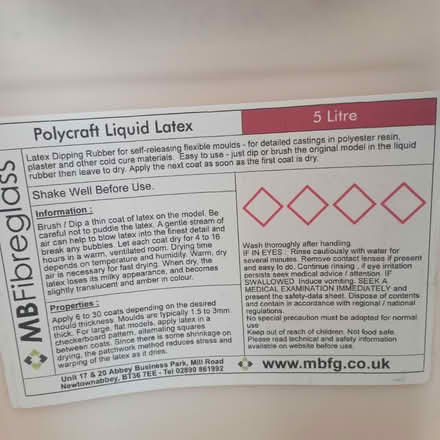 Polycraft Liquid Latex
5 Litre
Latex Dipping Rubber for self-releasing flexible moulds - for detailed castings in polyester resin,
plaster and other cold cure materials. Easy to use - just dip or brush the original model in the liquid
rubber then leave to dry. Apply the next coat as soon as the first coat is dry.
MBFibreglass
Shake Well Before Use.
Information :
Brush / Dip a thin coat of latex on the model. Be
careful not to puddle the latex. A gentle stream of
air can help to blow latex into the finest detail and
break any bubbles. Let each coat dry for 4 to 16
hours in a warm, ventilated room. Drying time
depends on temperature and humidity. Warm, dry
air is necessary for fast drying. When dry, the
latex loses its milky appearance, and becomes
slightly translucent and amber in colour.
Properties :
Apply 6 to 30 coats depending on the desired
mould thickness. Moulds are typically 1.5 to 3mm
thick. For large, flat models, apply latex in a
checkerboard pattern, alternating squares
between coats. Since there is some shrinkage on
drying, the patchwork method reduces stress and
warping of the latex as it dries.
Wash thoroughly after handling.
IF IN EYES : Rinse cautiously with water for
several minutes. Remove contact lenses if present
and easy to do. Continue rinsing , if eye irritation
persists seek medical advice / attention. IF
SWALLOWED Induce vomiting. SEEK A
MEDICAL EXAMINATION IMMEDIATELY and
present the safety-data sheet. Dispose of contents
and contain in accordance with regional / national
regulations.
No special precaution must be adopted for normal
use
Keep out of reach of children. Not food safe.
Please read technical and safety information
available on website before use.
Unit 17 & 20 Abbey Business Park, Mill Road
Newtownabbey, BT36 7EE - Tel 02890 861992
www.mbfg.co.uk